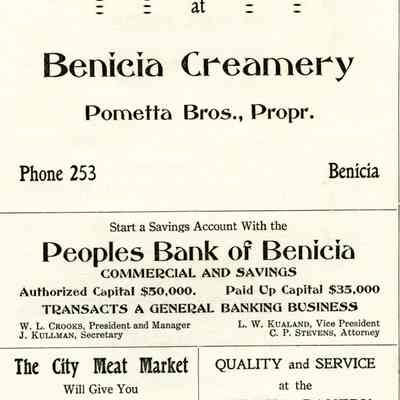 at
Benicia Creamery
Pometta Bros., Propr.
Phone 253 Benicia
Start a Savings Account With the
Peoples Bank of Benicia
COMMERCIAL AND SAVINGS
Authorized Capital $50,000. Paid Up Capital $35,000
TRANSACTS A GENERAL BANKING BUSINESS
W. L. CROOKS, President and Manager
J. KULLMAN, Secretary
L. W. KUALAND, Vice President
C. P. STEVENS, Attorney
The City Meat Market
Will Give You
QUALITY and SERVICE
at the